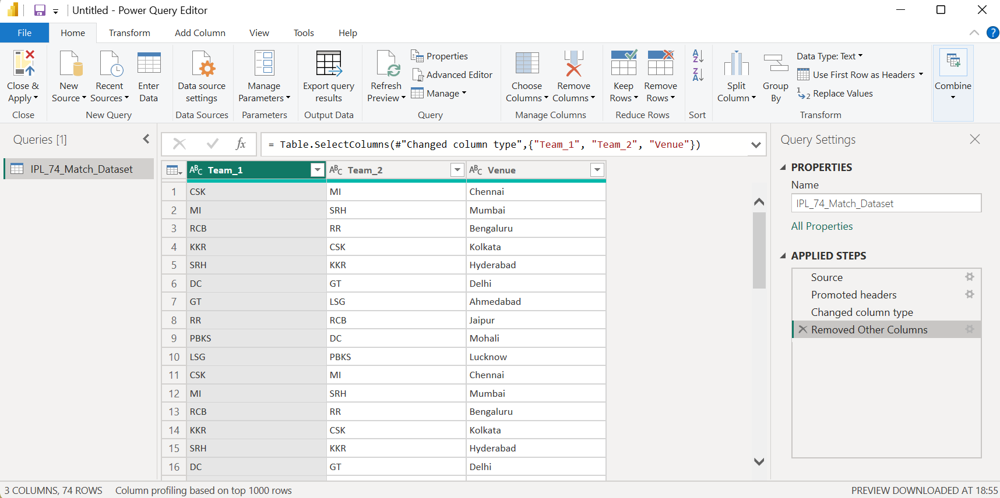 Untitled - Power Query Editor
File Home Transform Add Column View Tools Help
Close & Apply
New Source
Recent Sources
Enter Data
Data source settings
Manage Parameters
Export query results
Refresh Preview
Properties
Advanced Editor
Manage
Choose Columns
Remove Columns
Keep Rows
Remove Rows
Split Column
Group By
Data Type: Text
Use First Row as Headers
Replace Values
Combine
Close New Query Data Sources Parameters Output Data Query Manage Columns Reduce Rows Sort Transform
Queries [1]
IPL_74_Match_Dataset
fx = Table.SelectColumns(#"Changed column type",{"Team_1", "Team_2", "Venue"})
ABC Team_1 ABC Team_2 ABC Venue
1 CSK MI Chennai
2 MI SRH Mumbai
3 RCB RR Bengaluru
4 KKR CSK Kolkata
5 SRH KKR Hyderabad
6 DC GT Delhi
7 GT LSG Ahmedabad
8 RR RCB Jaipur
9 PBKS DC Mohali
10 LSG PBKS Lucknow
11 CSK MI Chennai
12 MI SRH Mumbai
13 RCB RR Bengaluru
14 KKR CSK Kolkata
15 SRH KKR Hyderabad
16 DC GT Delhi
Query Settings
PROPERTIES
Name
IPL_74_Match_Dataset
All Properties
APPLIED STEPS
Source
Promoted headers
Changed column type
Removed Other Columns
3 COLUMNS, 74 ROWS Column profiling based on top 1000 rows PREVIEW DOWNLOADED AT 18:55